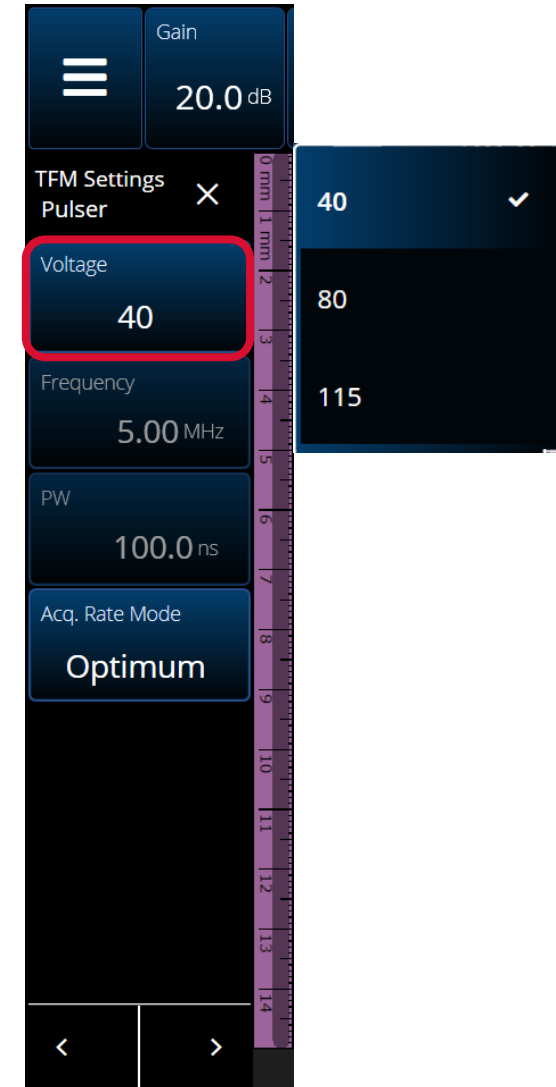 Gain
20.0 dB
TFM Settings
Pulser
Voltage
40
Frequency
5.00 MHz
PW
100.0 ns
Acq. Rate Mode
Optimum
0 mm
1 mm
2
3
4
5
6
7
8
9
10
11
12
13
14
40
80
115